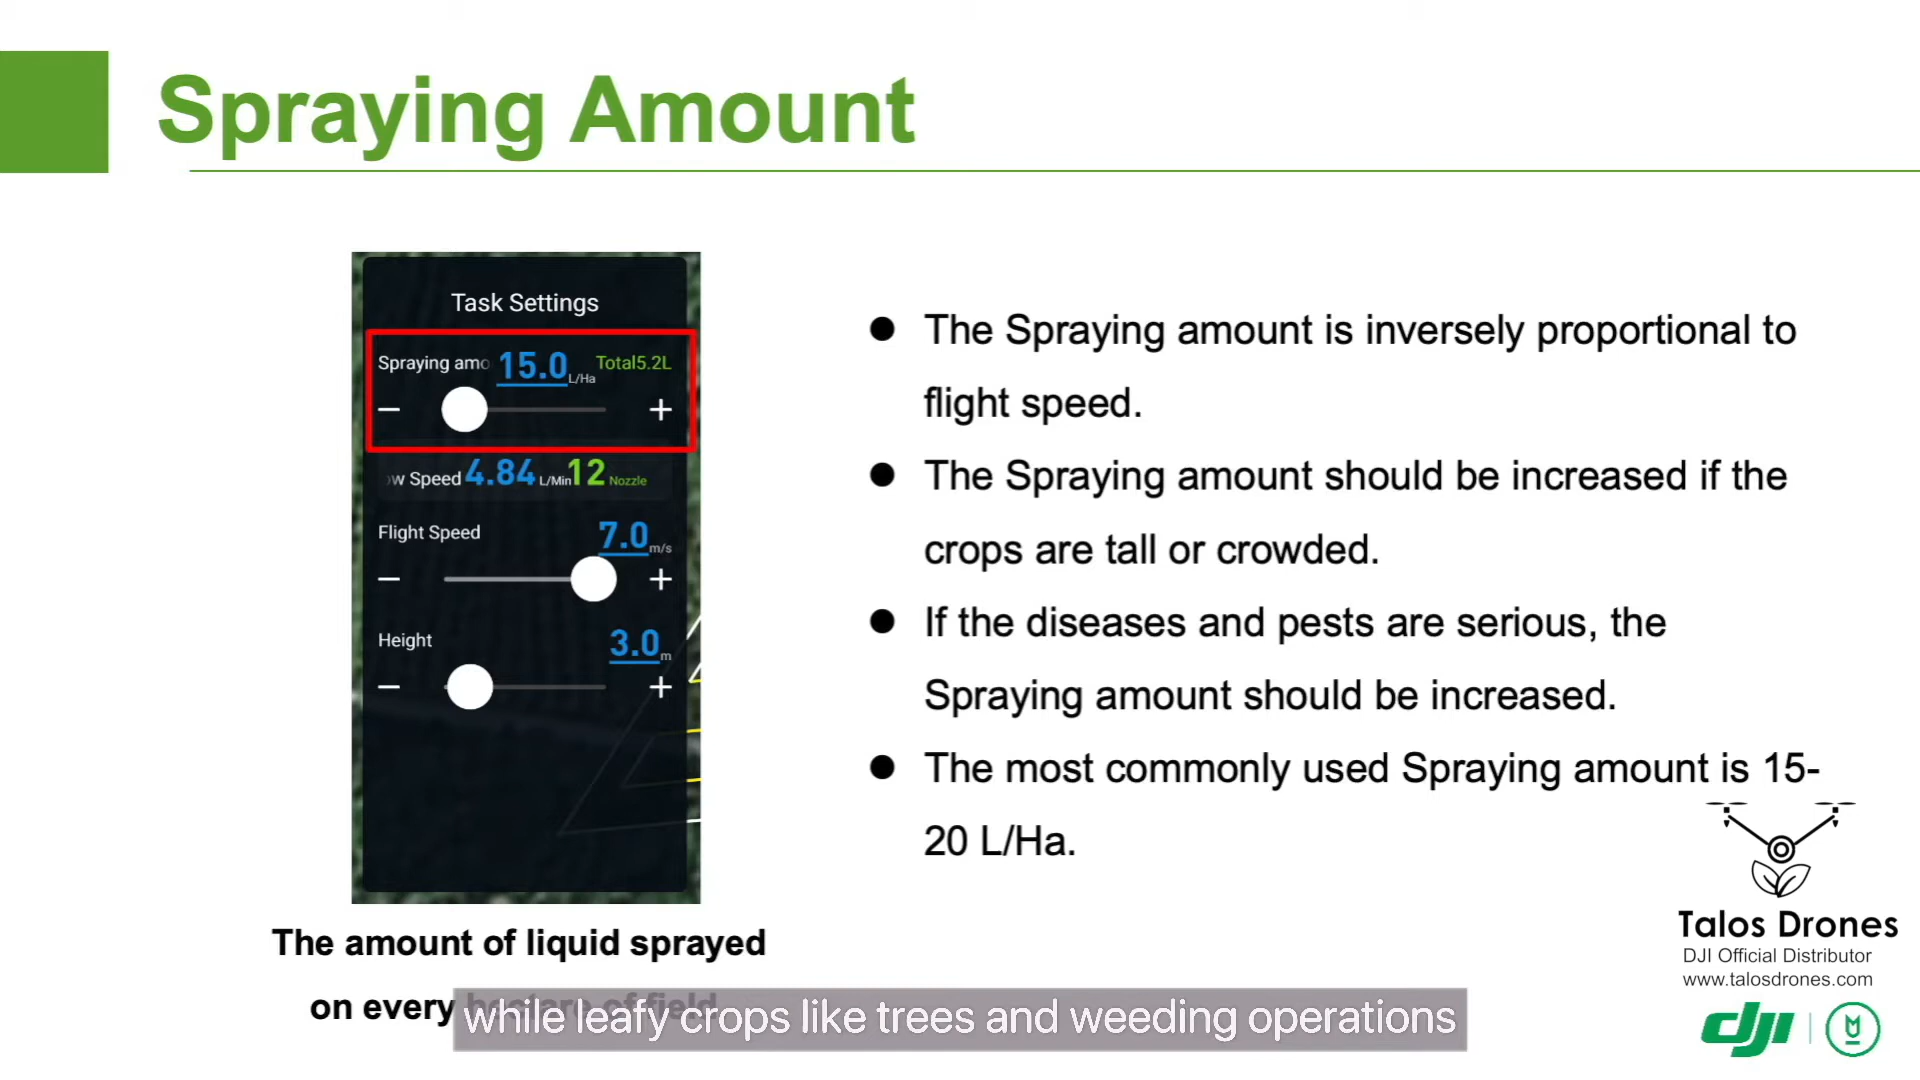 Spraying Amount
Task Settings
Spraying amo 15.0 L/Ha Total5.2L
w Speed 4.84 L/Min 12 Nozzle
Flight Speed
7.0 m/s
Height
3.0 m
The amount of liquid sprayed
on every hectare of field
● The Spraying amount is inversely proportional to
flight speed.
● The Spraying amount should be increased if the
crops are tall or crowded.
● If the diseases and pests are serious, the
Spraying amount should be increased.
● The most commonly used Spraying amount is 15-
20 L/Ha.
while leafy crops like trees and weeding operations
Talos Drones
DJI Official Distributor
www.talosdrones.com
dji